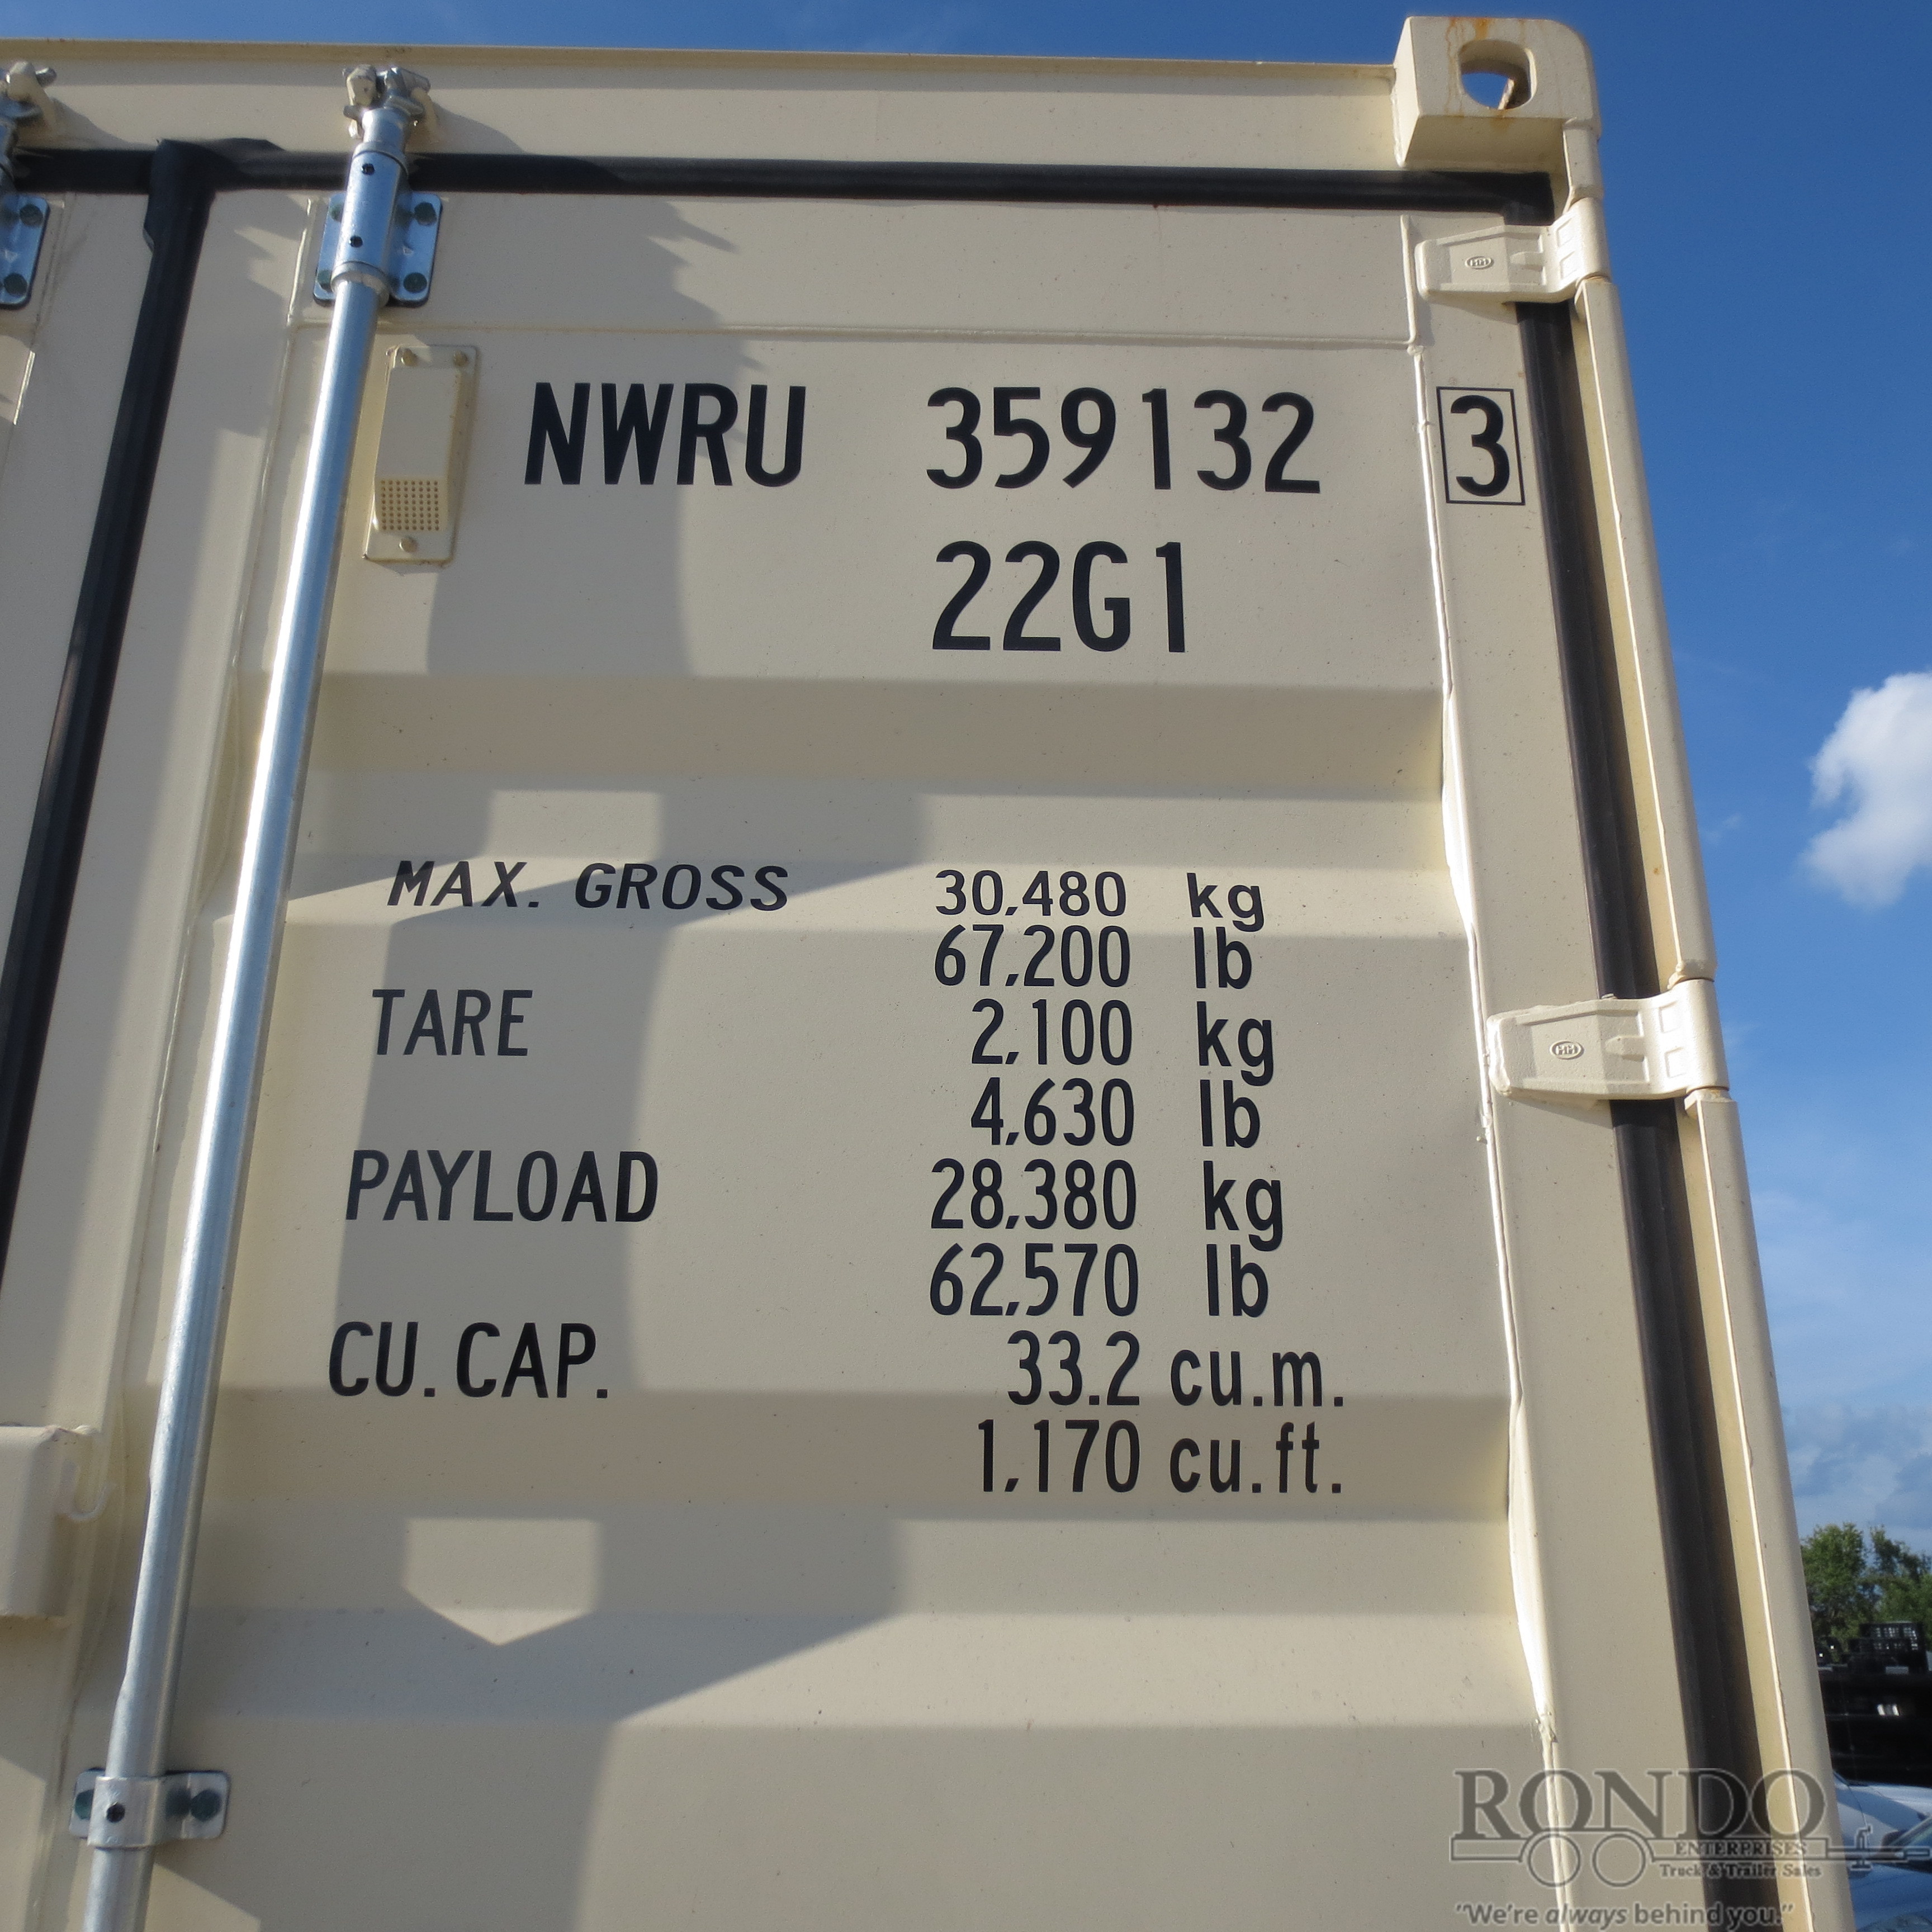 NWRU 359132 3
22G1
MAX. GROSS 30,480 kg
67,200 lb
TARE 2,100 kg
4,630 lb
PAYLOAD 28,380 kg
62,570 lb
CU.CAP. 33.2 cu.m.
1,170 cu.ft.
RONDO
ENTERPRISES
Truck & Trailer Sales
"We're always behind you."